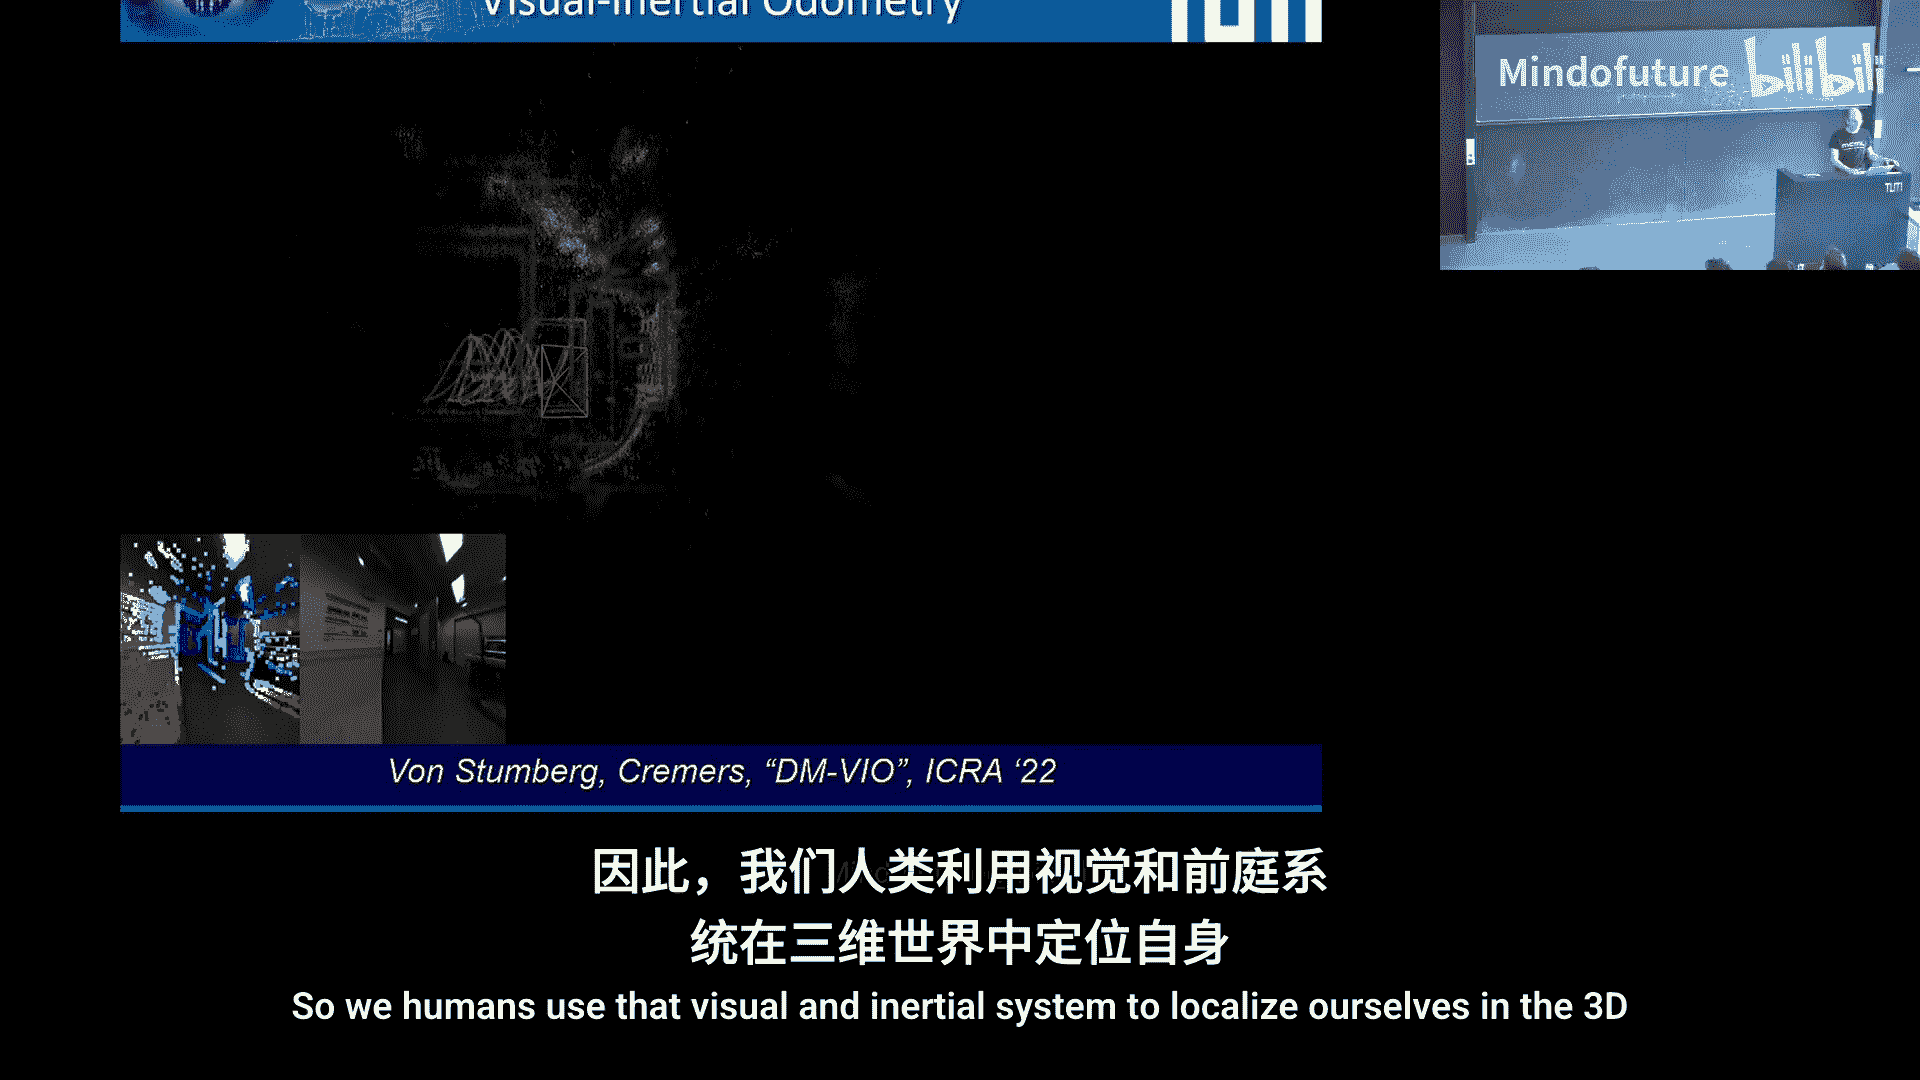 Visual-Inertial Odometry
TUM
Mindofuture bilibili
TUM
Von Stumberg, Cremers, “DM-VIO”, ICRA ‘22
因此，我们人类利用视觉和前庭系
统在三维世界中定位自身
So we humans use that visual and inertial system to localize ourselves in the 3D